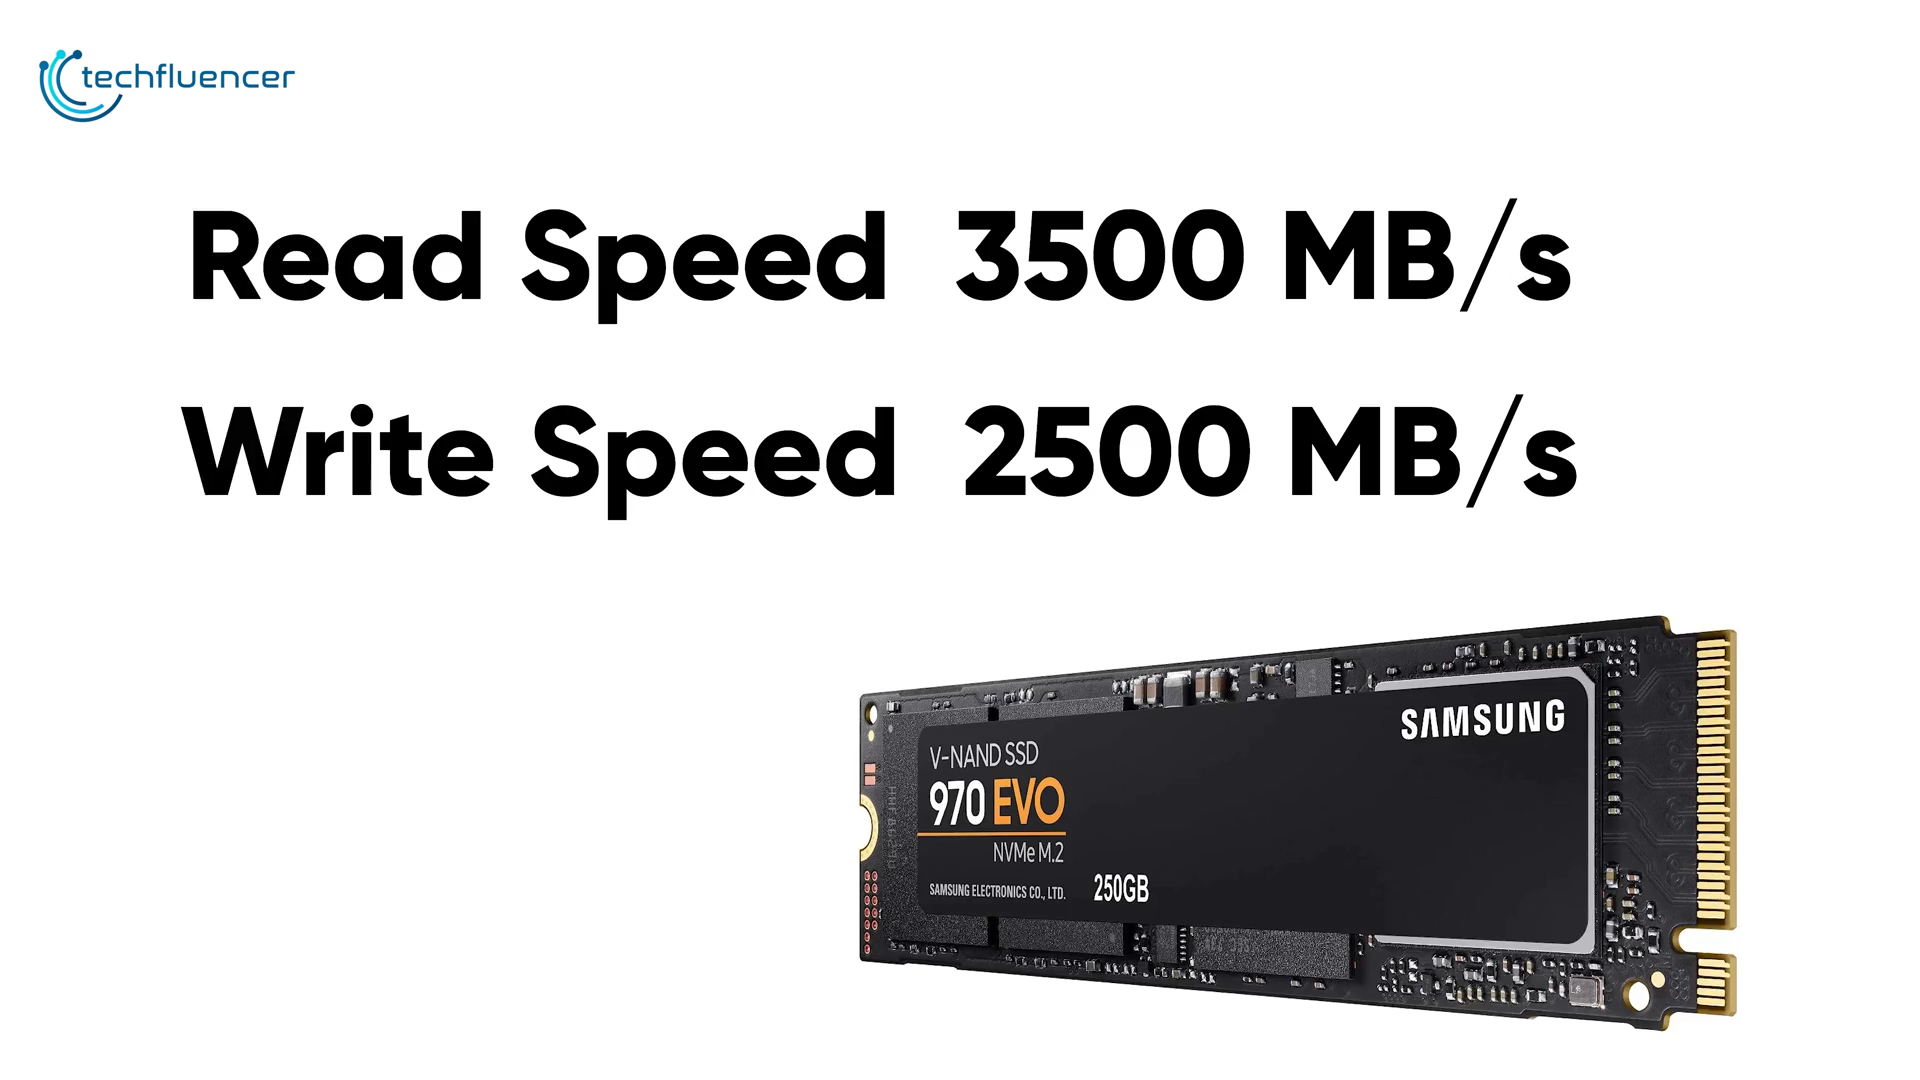 techfluencer
Read Speed 3500 MB/s
Write Speed 2500 MB/s
SAMSUNG
V-NAND SSD
970 EVO
NVMe M.2
SAMSUNG ELECTRONICS CO., LTD. 250GB